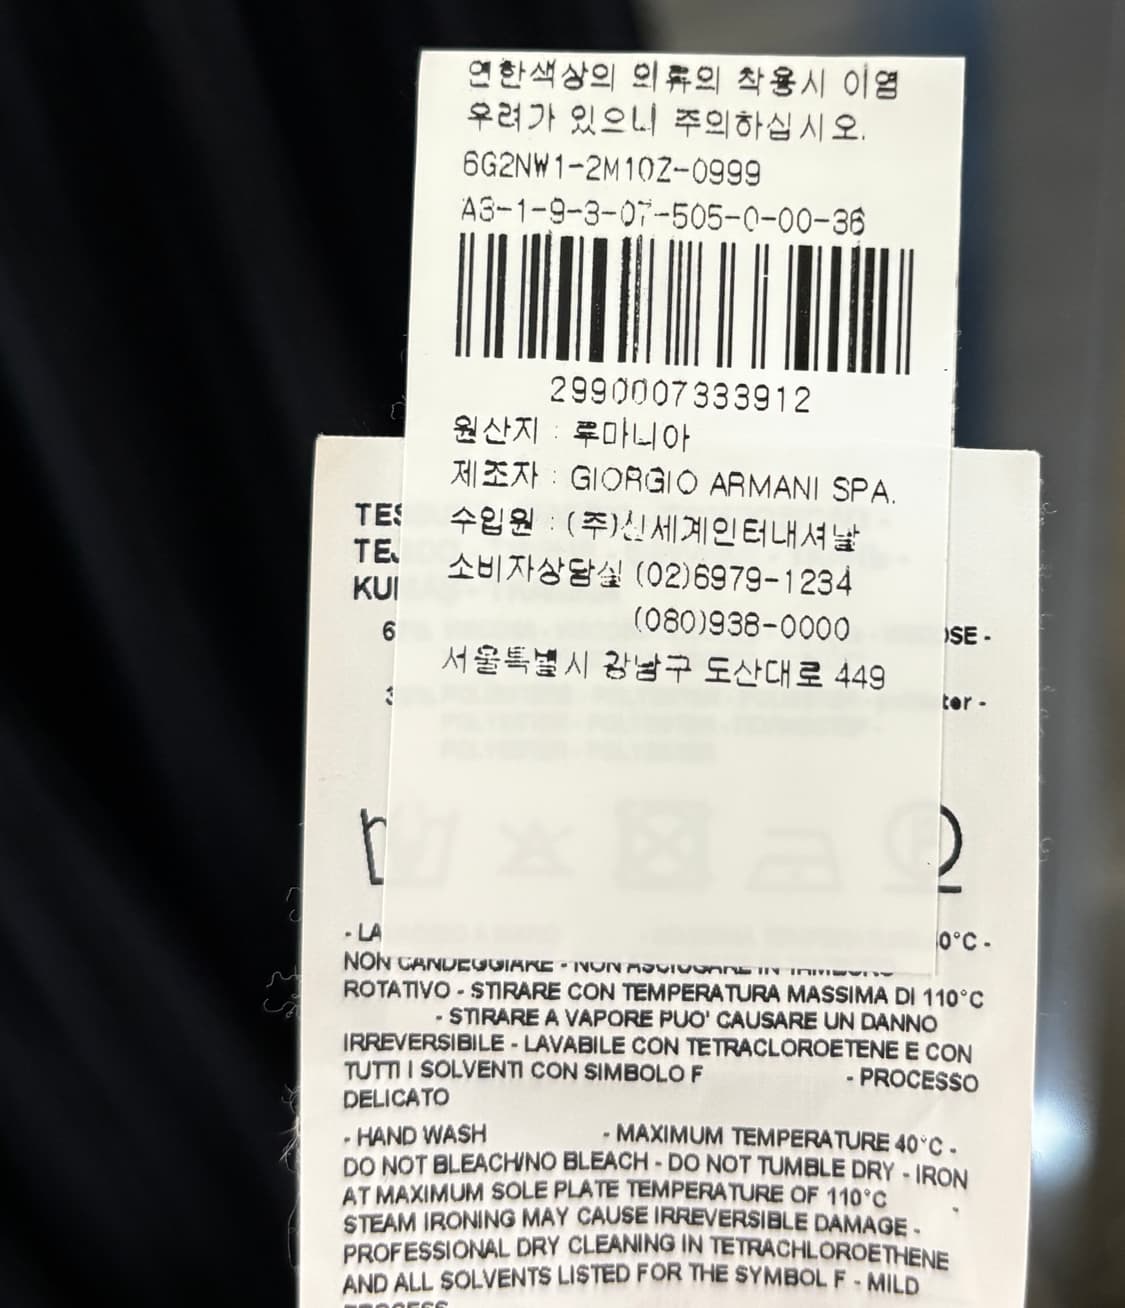 연한색상의 의류의 착용시 이염
우려가 있으니 주의하십시오.
6G2NW1-2M10Z-0999
A3-1-9-3-07-505-0-00-36
2990007333912
원산지 : 루마니아
제조자 : GIORGIO ARMANI SPA.
수입원 : (주)신세계인터내셔날
소비자상담실 (02)6979-1234
(080)938-0000
서울특별시 강남구 도산대로 449
- LA
0°C -
NON CANDEGGIARE - NON ASCIUGARE IN TAMBURO
ROTATIVO - STIRARE CON TEMPERATURA MASSIMA DI 110°C
- STIRARE A VAPORE PUO' CAUSARE UN DANNO
IRREVERSIBILE - LAVABILE CON TETRACLOROETENE E CON
TUTTI I SOLVENTI CON SIMBOLO F - PROCESSO
DELICATO
- HAND WASH - MAXIMUM TEMPERATURE 40°C -
DO NOT BLEACH/NO BLEACH - DO NOT TUMBLE DRY - IRON
AT MAXIMUM SOLE PLATE TEMPERATURE OF 110°C
STEAM IRONING MAY CAUSE IRREVERSIBLE DAMAGE -
PROFESSIONAL DRY CLEANING IN TETRACHLOROETHENE
AND ALL SOLVENTS LISTED FOR THE SYMBOL F - MILD